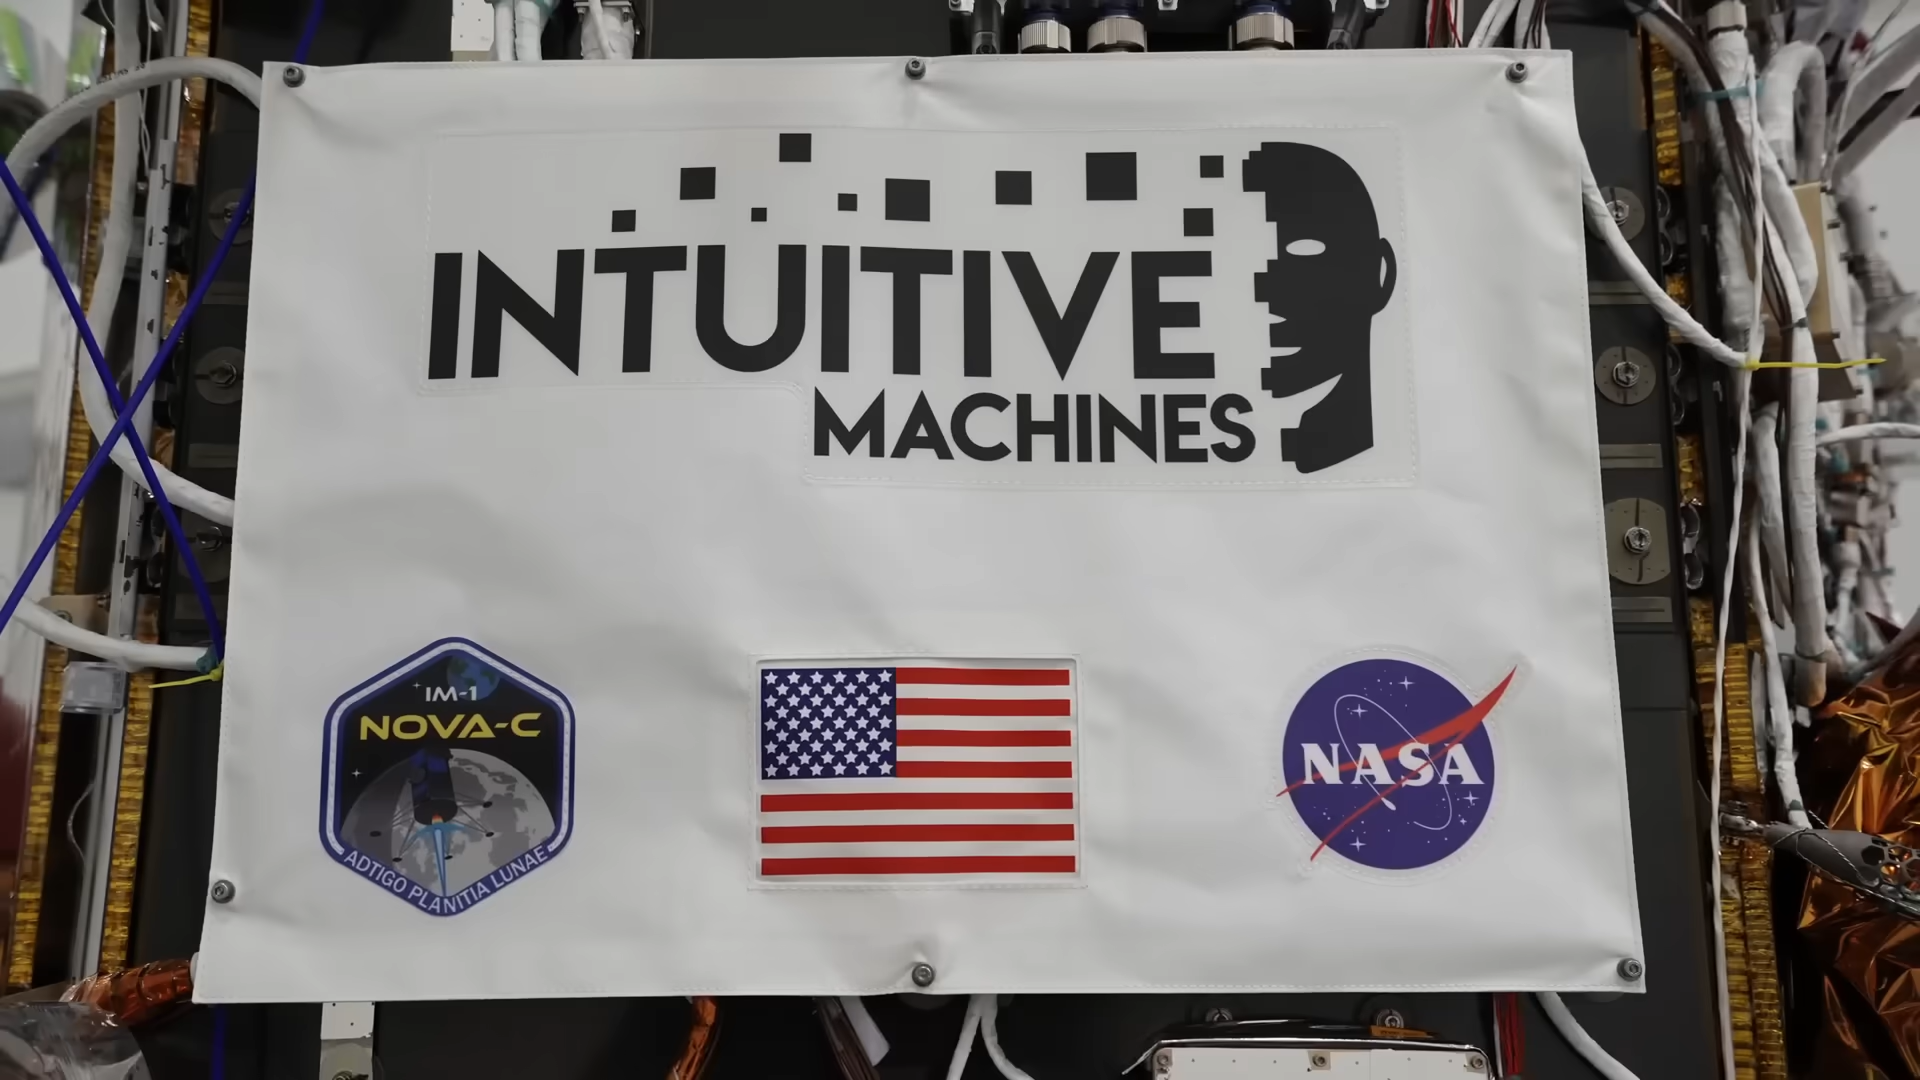 INTUITIVE
MACHINES
IM-1
NOVA-C
ADTIGO PLANITIA LUNAE
NASA